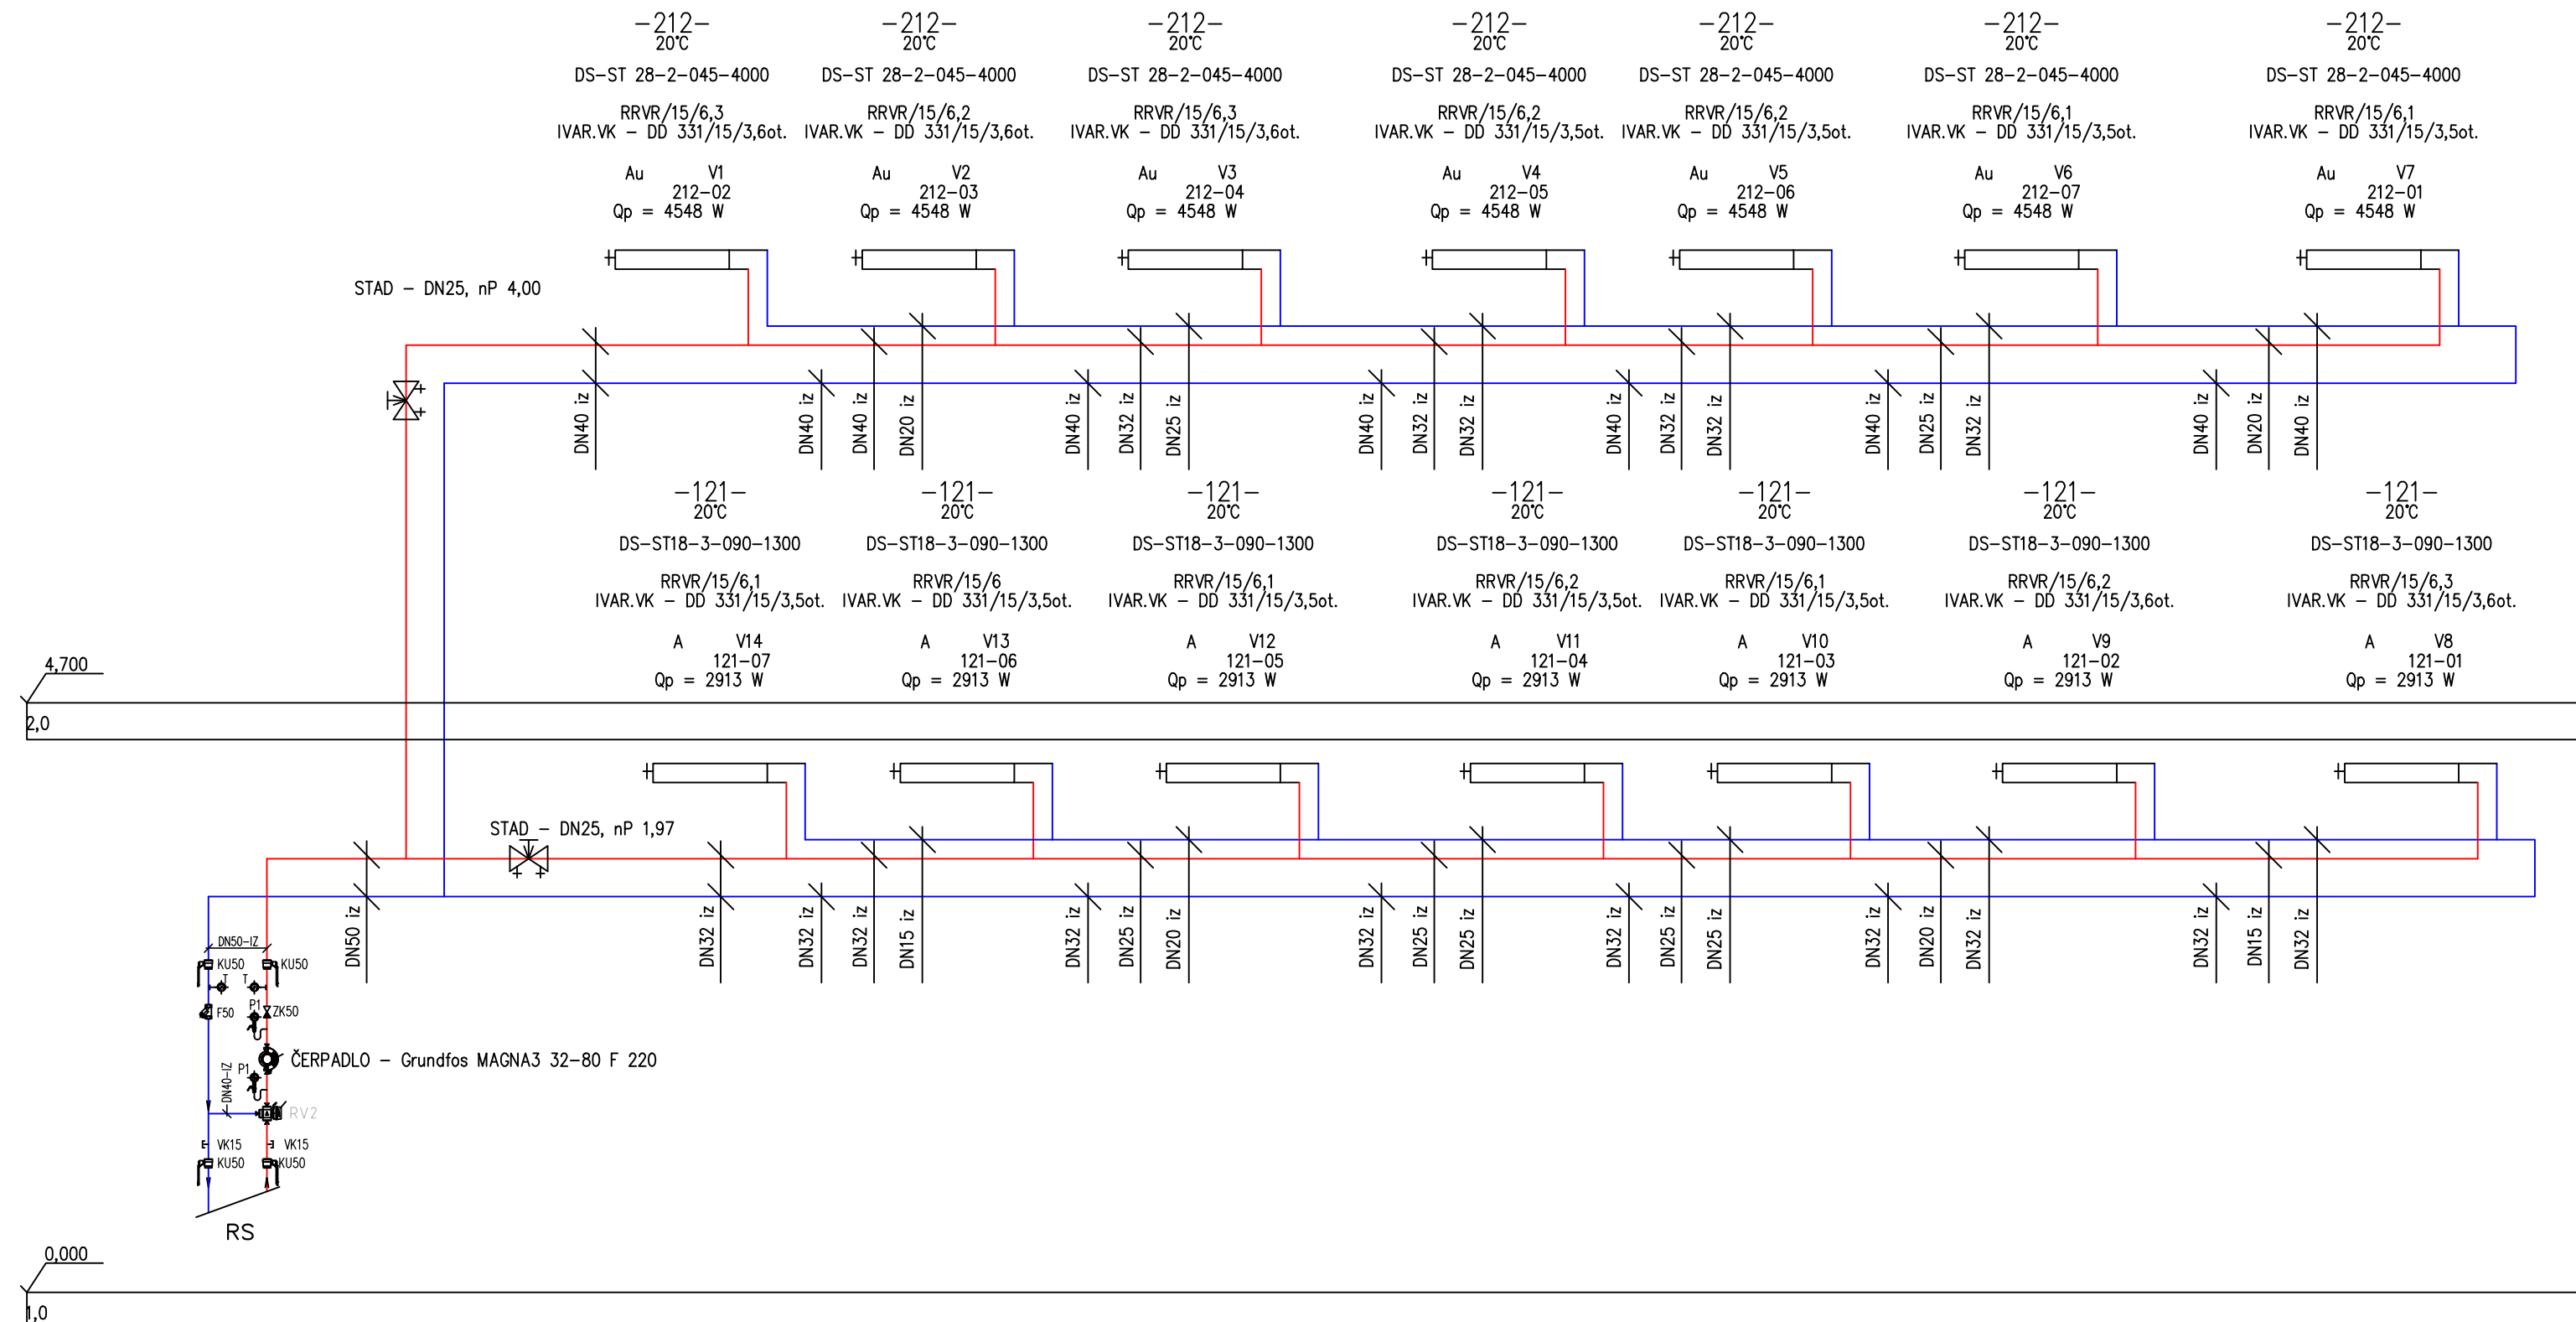 -212- -212- -212- -212- -212- -212- -212-
20°C 20°C 20°C 20°C 20°C 20°C 20°C
DS-ST 28-2-045-4000 DS-ST 28-2-045-4000 DS-ST 28-2-045-4000 DS-ST 28-2-045-4000 DS-ST 28-2-045-4000 DS-ST 28-2-045-4000 DS-ST 28-2-045-4000
RRVR/15/6,3 RRVR/15/6,2 RRVR/15/6,3 RRVR/15/6,2 RRVR/15/6,2 RRVR/15/6,1 RRVR/15/6,1
IVAR.VK - DD 331/15/3,6ot. IVAR.VK - DD 331/15/3,6ot. IVAR.VK - DD 331/15/3,6ot. IVAR.VK - DD 331/15/3,5ot. IVAR.VK - DD 331/15/3,5ot. IVAR.VK - DD 331/15/3,5ot. IVAR.VK - DD 331/15/3,5ot.
Au V1 Au V2 Au V3 Au V4 Au V5 Au V6 Au V7
212-02 212-03 212-04 212-05 212-06 212-07 212-01
Qp = 4548 W Qp = 4548 W Qp = 4548 W Qp = 4548 W Qp = 4548 W Qp = 4548 W Qp = 4548 W
STAD - DN25, nP 4,00
DN40 iz DN40 iz DN40 iz DN20 iz DN40 iz DN32 iz DN25 iz DN40 iz DN32 iz DN32 iz DN40 iz DN32 iz DN32 iz DN40 iz DN25 iz DN32 iz DN40 iz DN20 iz DN40 iz
-121- -121- -121- -121- -121- -121- -121-
20°C 20°C 20°C 20°C 20°C 20°C 20°C
DS-ST18-3-090-1300 DS-ST18-3-090-1300 DS-ST18-3-090-1300 DS-ST18-3-090-1300 DS-ST18-3-090-1300 DS-ST18-3-090-1300 DS-ST18-3-090-1300
RRVR/15/6,1 RRVR/15/6 RRVR/15/6,1 RRVR/15/6,2 RRVR/15/6,1 RRVR/15/6,2 RRVR/15/6,3
IVAR.VK - DD 331/15/3,5ot. IVAR.VK - DD 331/15/3,5ot. IVAR.VK - DD 331/15/3,5ot. IVAR.VK - DD 331/15/3,5ot. IVAR.VK - DD 331/15/3,5ot. IVAR.VK - DD 331/15/3,6ot. IVAR.VK - DD 331/15/3,6ot.
A V14 A V13 A V12 A V11 A V10 A V9 A V8
121-07 121-06 121-05 121-04 121-03 121-02 121-01
Qp = 2913 W Qp = 2913 W Qp = 2913 W Qp = 2913 W Qp = 2913 W Qp = 2913 W Qp = 2913 W
4,700
2,0
STAD - DN25, nP 1,97
DN50 iz DN32 iz DN32 iz DN32 iz DN15 iz DN32 iz DN25 iz DN20 iz DN32 iz DN25 iz DN25 iz DN32 iz DN25 iz DN25 iz DN32 iz DN20 iz DN32 iz DN32 iz DN15 iz DN32 iz
DN50-IZ
KU50 KU50
T T
P1
F50 ZK50
ČERPADLO - Grundfos MAGNA3 32-80 F 220
P1
DN40-IZ
RV2
VK15 VK15
KU50 KU50
RS
0,000
1,0